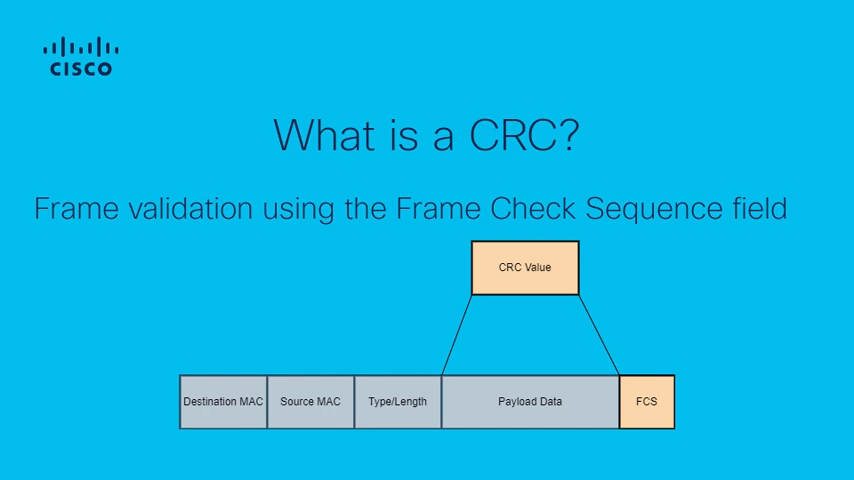 CISCO
What is a CRC?
Frame validation using the Frame Check Sequence field
CRC Value
Destination MAC
Source MAC
Type/Length
Payload Data
FCS